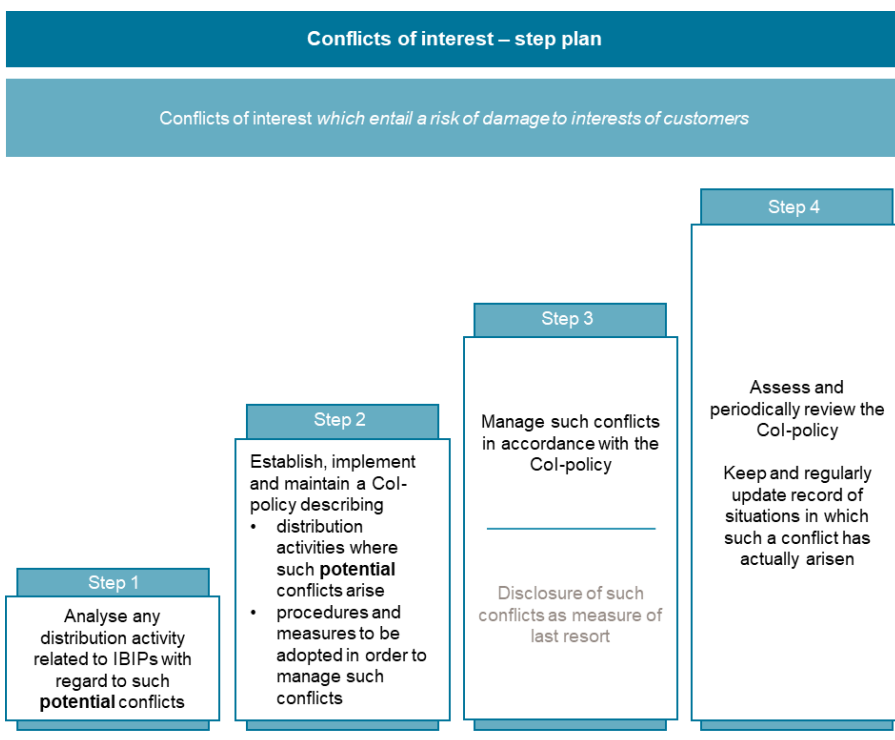 Conflicts of interest – step plan
Conflicts of interest which entail a risk of damage to interests of customers
Step 1
Analyse any
distribution activity
related to IBIPs with
regard to such
potential conflicts
Step 2
Establish, implement
and maintain a CoI-
policy describing
• distribution
activities where
such potential
conflicts arise
• procedures and
measures to be
adopted in order to
manage such
conflicts
Step 3
Manage such conflicts
in accordance with the
CoI-policy
Disclosure of such
conflicts as measure of
last resort
Step 4
Assess and
periodically review the
CoI-policy
Keep and regularly
update record of
situations in which
such a conflict has
actually arisen